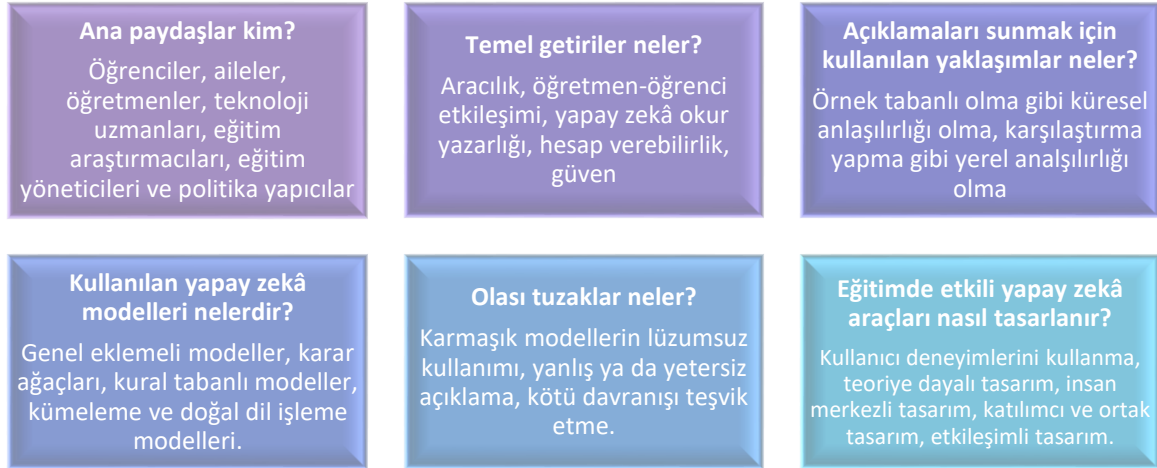 Ana paydaşlar kim?
Öğrenciler, aileler,
öğretmenler, teknoloji
uzmanları, eğitim
araştırmacıları, eğitim
yöneticileri ve politika yapıcılar
Temel getiriler neler?
Aracılık, öğretmen-öğrenci
etkileşimi, yapay zekâ okur
yazarlığı, hesap verebilirlik,
güven
Açıklamaları sunmak için
kullanılan yaklaşımlar neler?
Örnek tabanlı olma gibi küresel
anlaşılırlığı olma, karşılaştırma
yapma gibi yerel analşılırlığı
olma
Kullanılan yapay zekâ
modelleri nelerdir?
Genel eklemeli modeller, karar
ağaçları, kural tabanlı modeller,
kümeleme ve doğal dil işleme
modelleri.
Olası tuzaklar neler?
Karmaşık modellerin lüzumsuz
kullanımı, yanlış ya da yetersiz
açıklama, kötü davranışı teşvik
etme.
Eğitimde etkili yapay zekâ
araçları nasıl tasarlanır?
Kullanıcı deneyimlerini kullanma,
teoriye dayalı tasarım, insan
merkezli tasarım, katılımcı ve ortak
tasarım, etkileşimli tasarım.